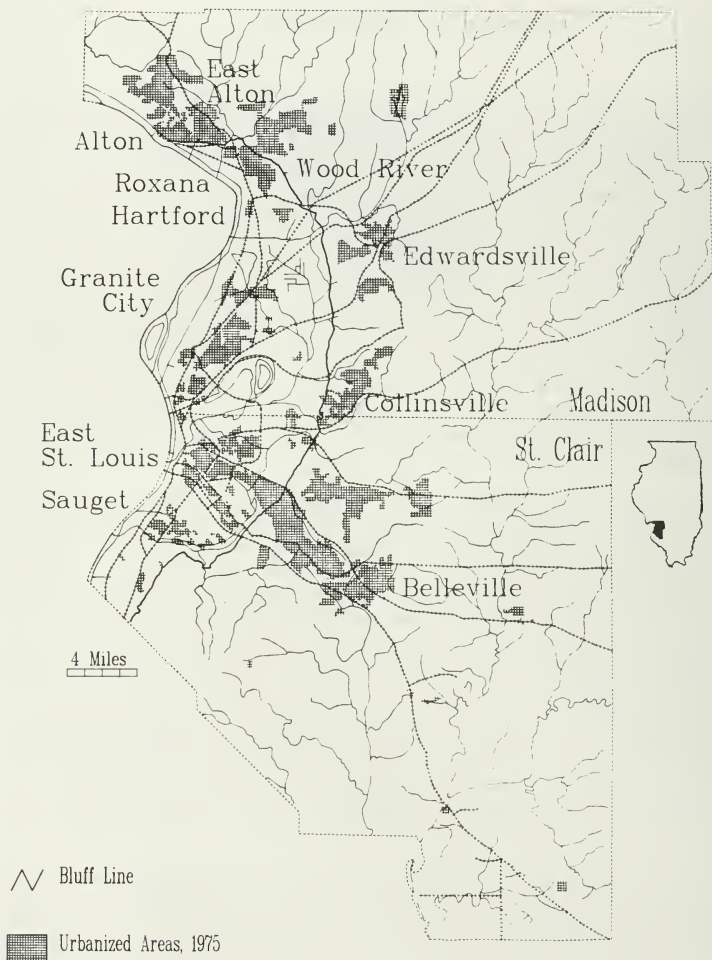 East
Alton
Alton
Wood River
Roxana
Hartford
Edwardsville
Granite
City
Collinsville
Madison
East
St. Louis
St. Clair
Sauget
Belleville
4 Miles
Bluff Line
Urbanized Areas, 1975